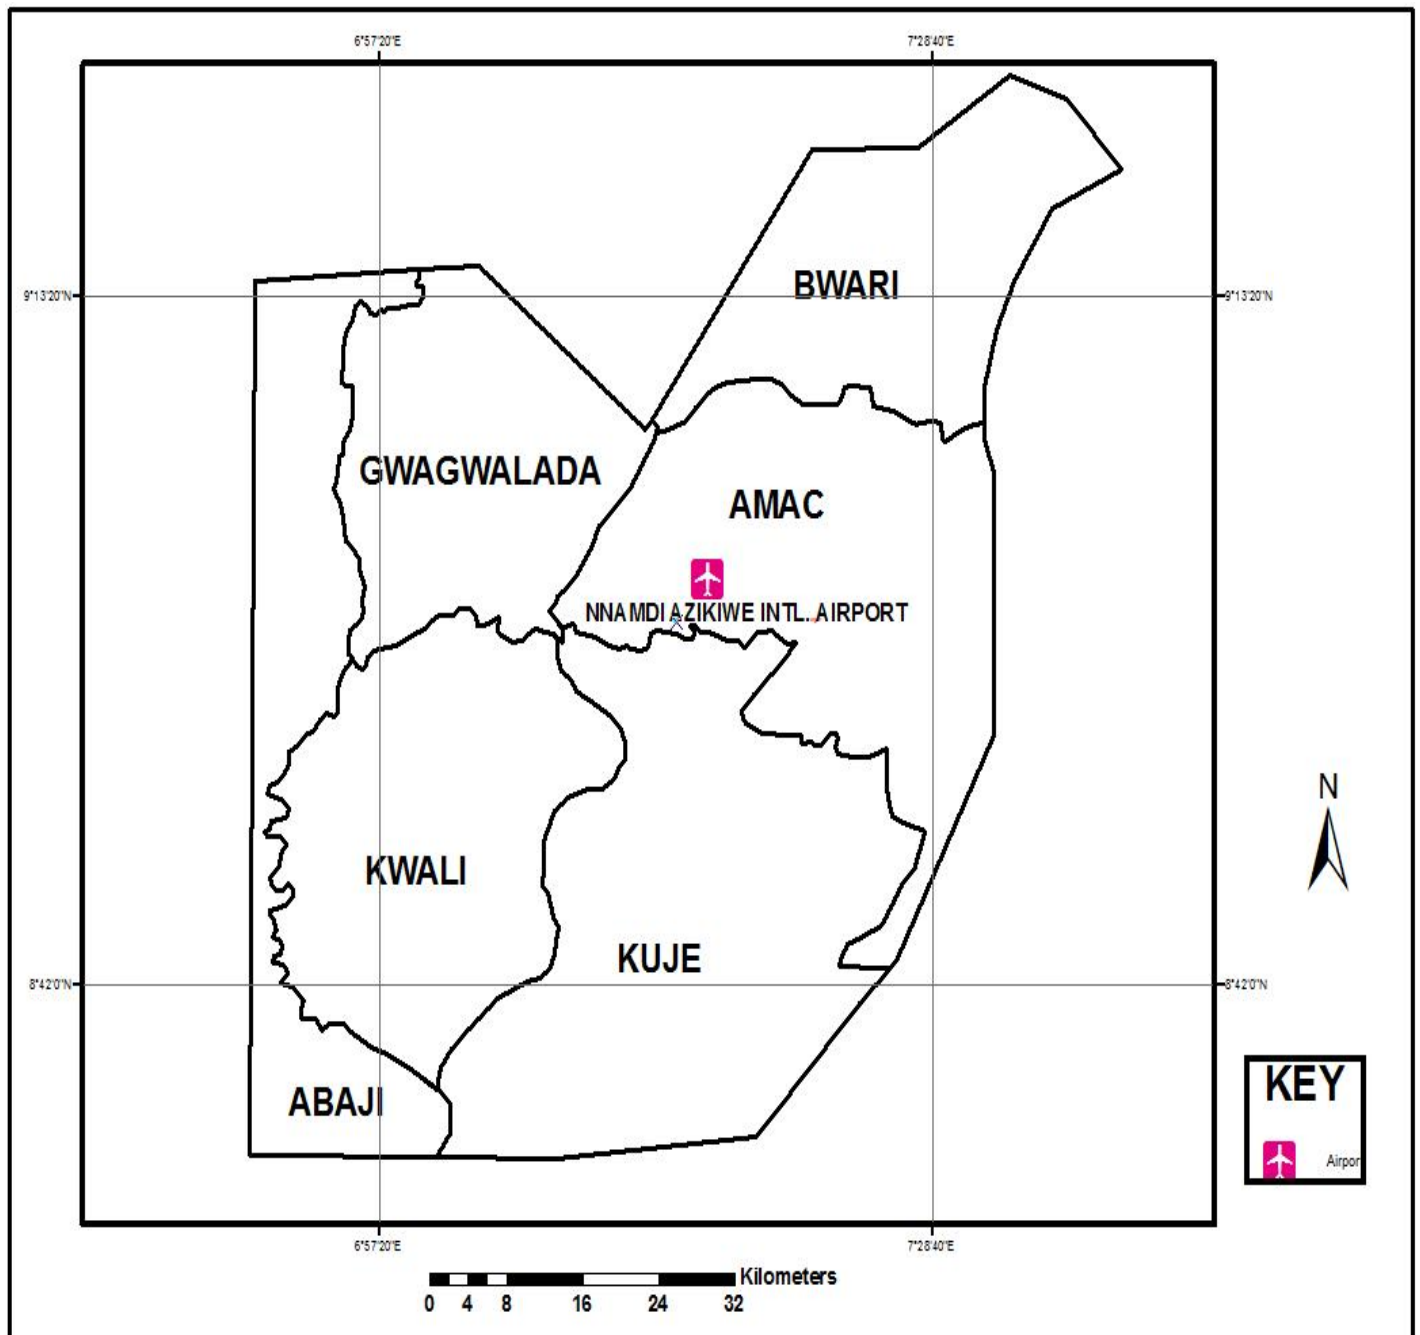 6°57'20"E
7°28'40"E
BWARI
9°13'20"N
9°13'20"N
GWAGWALADA
AMAC
NNAMDI AZIKIWE INTL. AIRPORT
N
KWALI
KUJE
8°42'0"N
8°42'0"N
ABAJI
KEY
Airpor
6°57'20"E
7°28'40"E
Kilometers
0 4 8 16 24 32